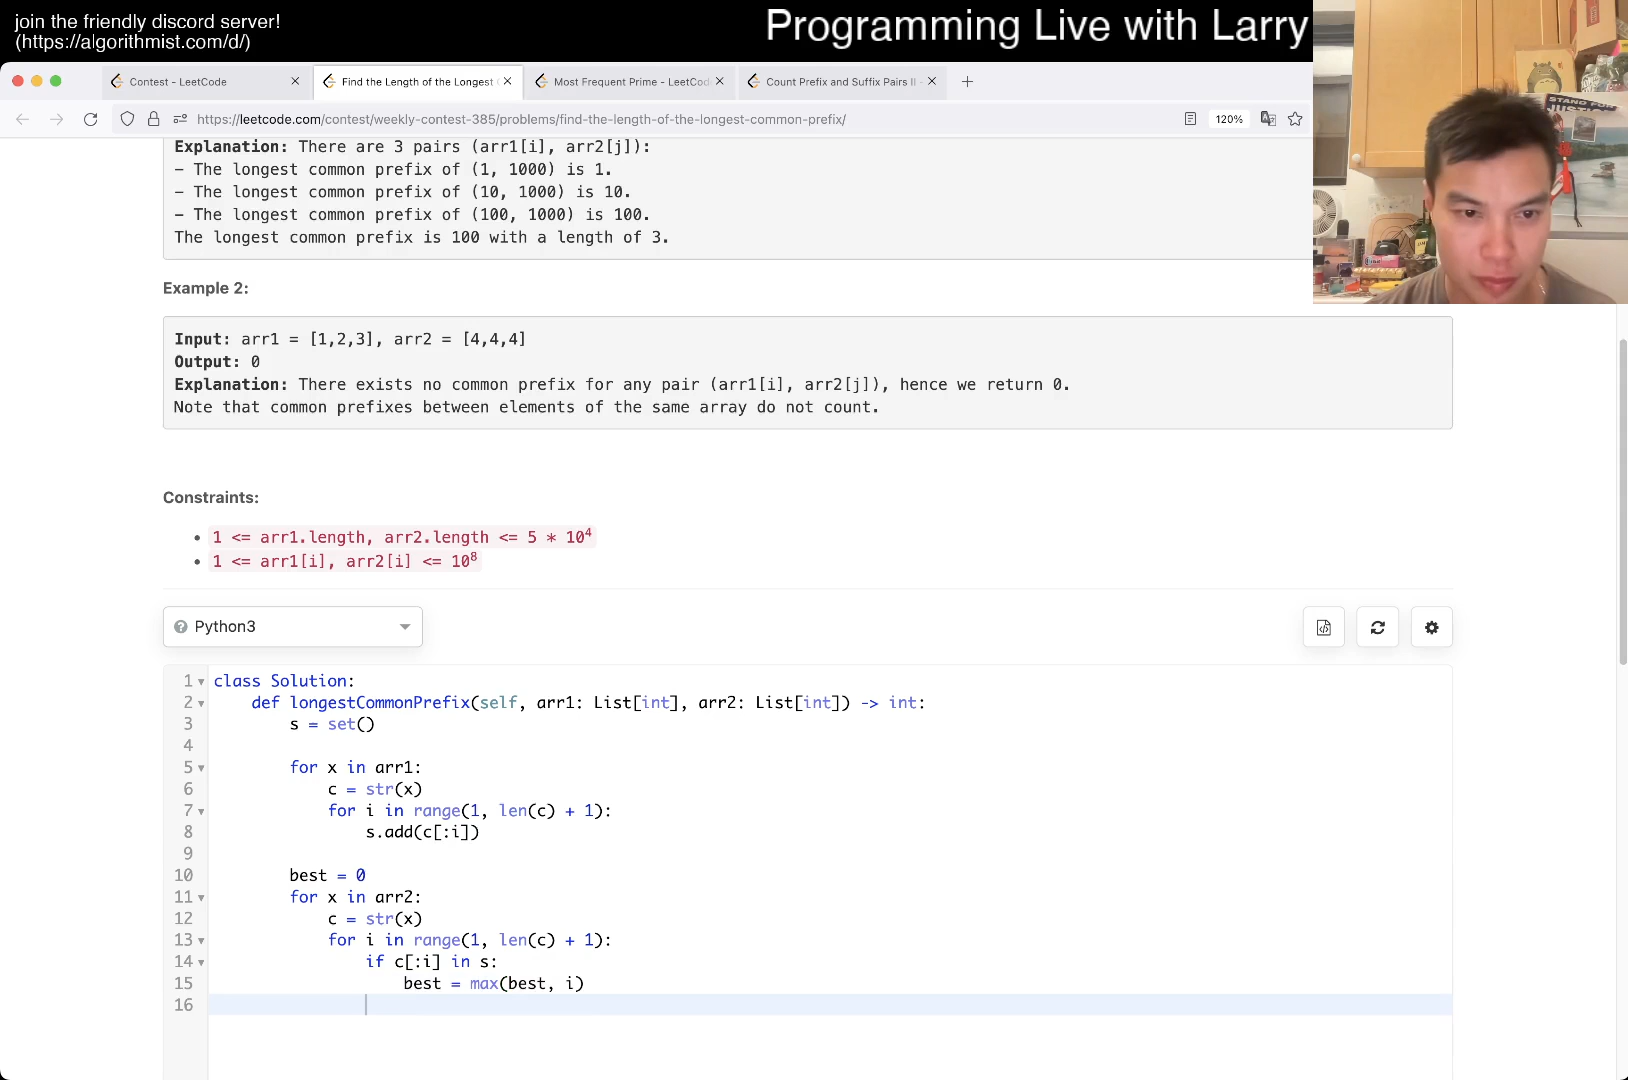 join the friendly discord server!
(https://algorithmist.com/d/)
Programming Live with Larry
Contest - LeetCode
Find the Length of the Longest C
Most Frequent Prime - LeetCod
Count Prefix and Suffix Pairs II -
https://leetcode.com/contest/weekly-contest-385/problems/find-the-length-of-the-longest-common-prefix/
120%
STAND FOR
JUSTICE
Explanation: There are 3 pairs (arr1[i], arr2[j]):
- The longest common prefix of (1, 1000) is 1.
- The longest common prefix of (10, 1000) is 10.
- The longest common prefix of (100, 1000) is 100.
The longest common prefix is 100 with a length of 3.
Example 2:
Input: arr1 = [1,2,3], arr2 = [4,4,4]
Output: 0
Explanation: There exists no common prefix for any pair (arr1[i], arr2[j]), hence we return 0.
Note that common prefixes between elements of the same array do not count.
Constraints:
• 1 <= arr1.length, arr2.length <= 5 * 10⁴
• 1 <= arr1[i], arr2[i] <= 10⁸
Python3
1 class Solution:
2 def longestCommonPrefix(self, arr1: List[int], arr2: List[int]) -> int:
3 s = set()
4
5 for x in arr1:
6 c = str(x)
7 for i in range(1, len(c) + 1):
8 s.add(c[:i])
9
10 best = 0
11 for x in arr2:
12 c = str(x)
13 for i in range(1, len(c) + 1):
14 if c[:i] in s:
15 best = max(best, i)
16